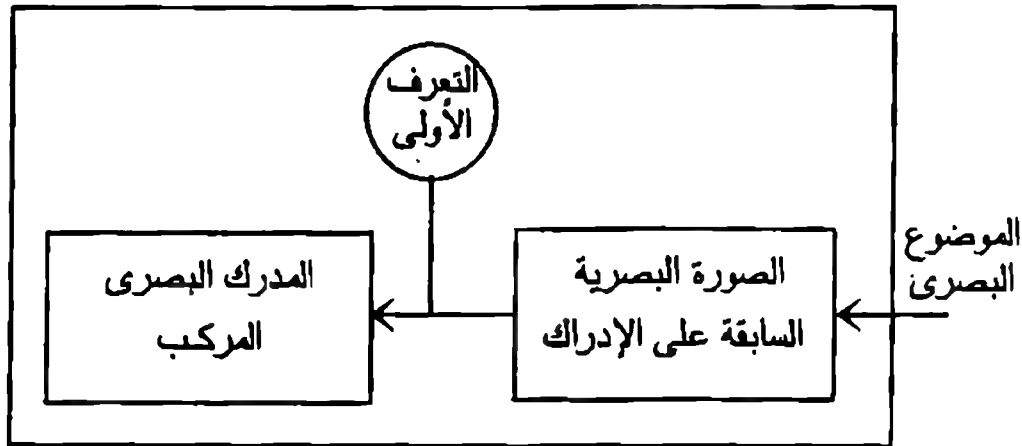 التعرف
الأولى
الموضوع
البصرى
الصورة البصرية
السابقة على الإدراك
المدرك البصرى
المركب